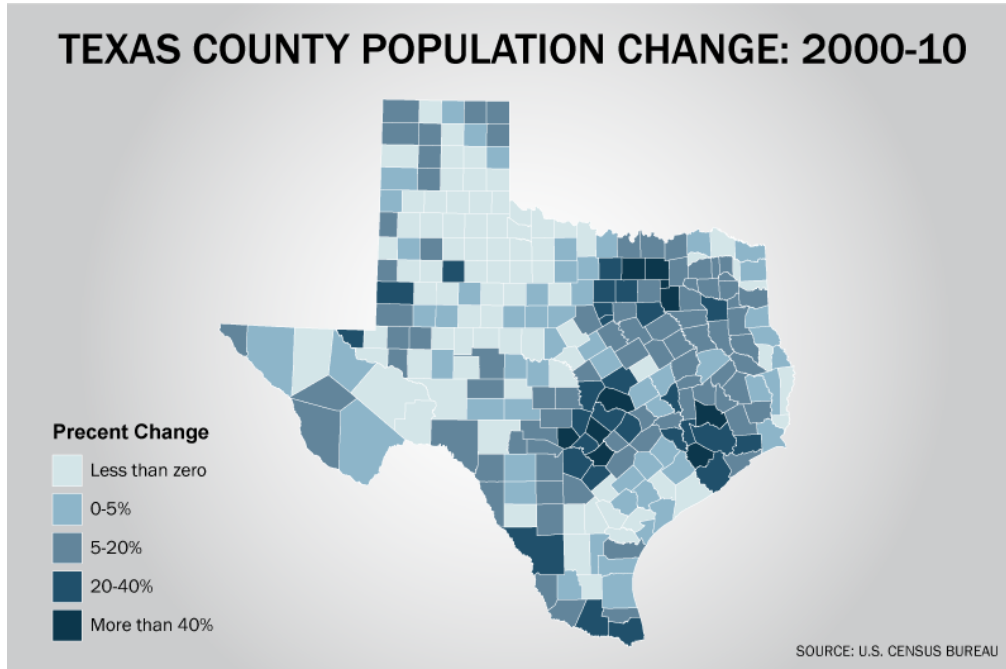 TEXAS COUNTY POPULATION CHANGE: 2000-10
Precent Change
Less than zero
0-5%
5-20%
20-40%
More than 40%
SOURCE: U.S. CENSUS BUREAU